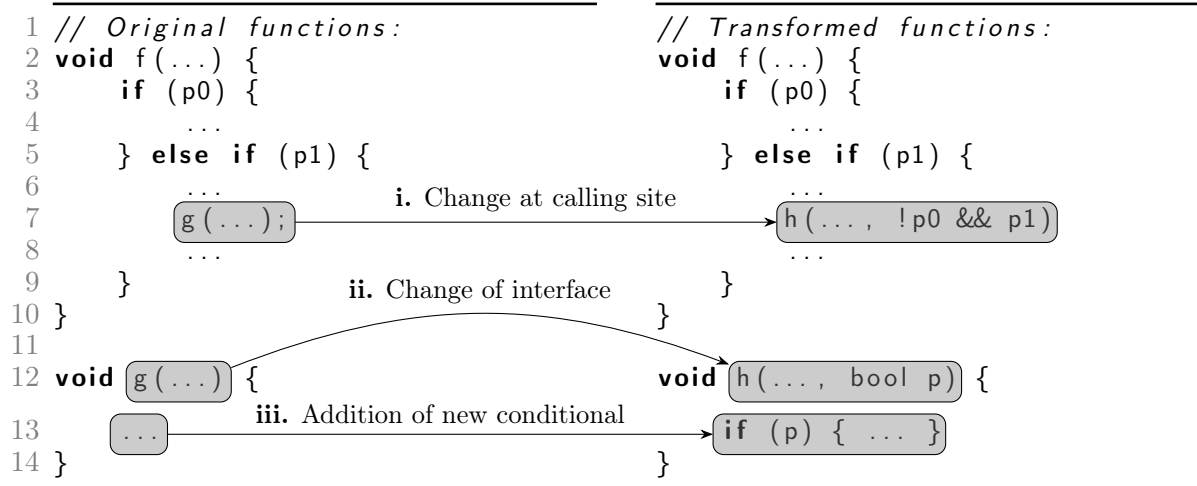 1 // Original functions: // Transformed functions:
2 void f(...) { void f(...) {
3 if (p0) { if (p0) {
4 ... ...
5 } else if (p1) { } else if (p1) {
6 ... ...
i. Change at calling site
7 g(...); h(..., !p0 && p1)
8 ... ...
9 } }
ii. Change of interface
10 } }
11
12 void g(...) { void h(..., bool p) {
iii. Addition of new conditional
13 ... if (p) { ... }
14 } }